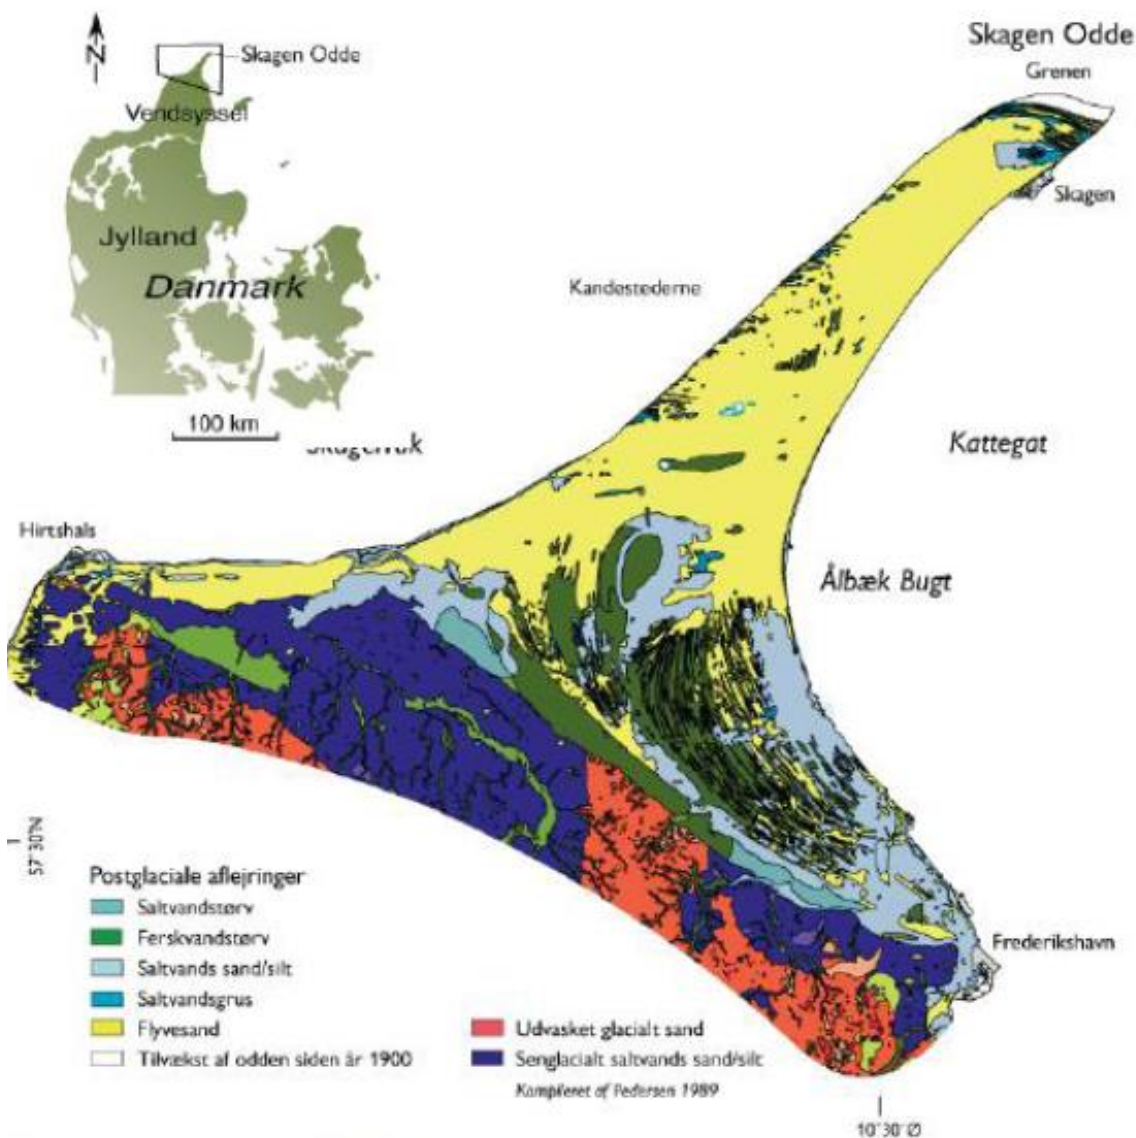 N
Skagen Odde
Vendsyssel
Jylland
Danmark
100 km
Skagen Odde
Grenen
Skagen
Kandestederne
Kattegat
Hirtshals
Ålbæk Bugt
57°30'N
Postglaciale aflejringer
Saltvandstørv
Ferskvandstørv
Saltvands sand/silt
Saltvandsgrus
Flyvesand
Tilvækst af odden siden år 1900
Udvasket glacialt sand
Senglacialt saltvands sand/silt
Kompileret af Pedersen 1989
Frederikshavn
10°30'Ø